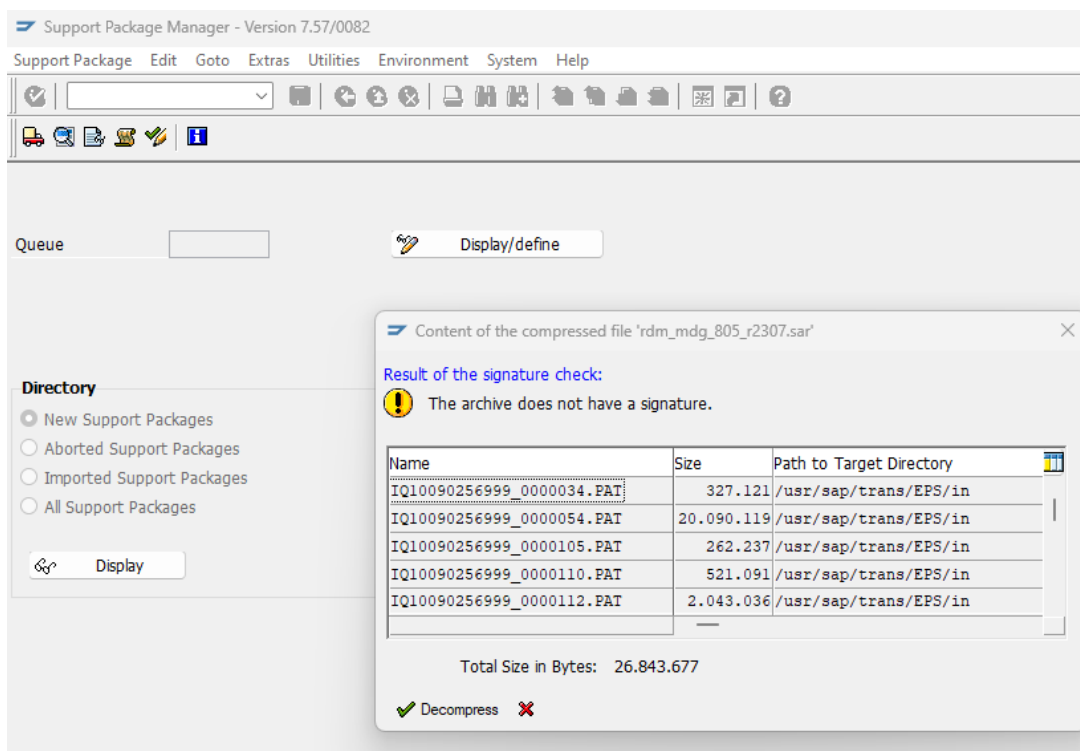 Support Package Manager - Version 7.57/0082
Support Package Edit Goto Extras Utilities Environment System Help
Queue
Display/define
Content of the compressed file 'rdm_mdg_805_r2307.sar'
Result of the signature check:
The archive does not have a signature.
Directory
New Support Packages
Aborted Support Packages
Imported Support Packages
All Support Packages
Display
Name Size Path to Target Directory
IQ10090256999_0000034.PAT 327.121 /usr/sap/trans/EPS/in
IQ10090256999_0000054.PAT 20.090.119 /usr/sap/trans/EPS/in
IQ10090256999_0000105.PAT 262.237 /usr/sap/trans/EPS/in
IQ10090256999_0000110.PAT 521.091 /usr/sap/trans/EPS/in
IQ10090256999_0000112.PAT 2.043.036 /usr/sap/trans/EPS/in
Total Size in Bytes: 26.843.677
Decompress